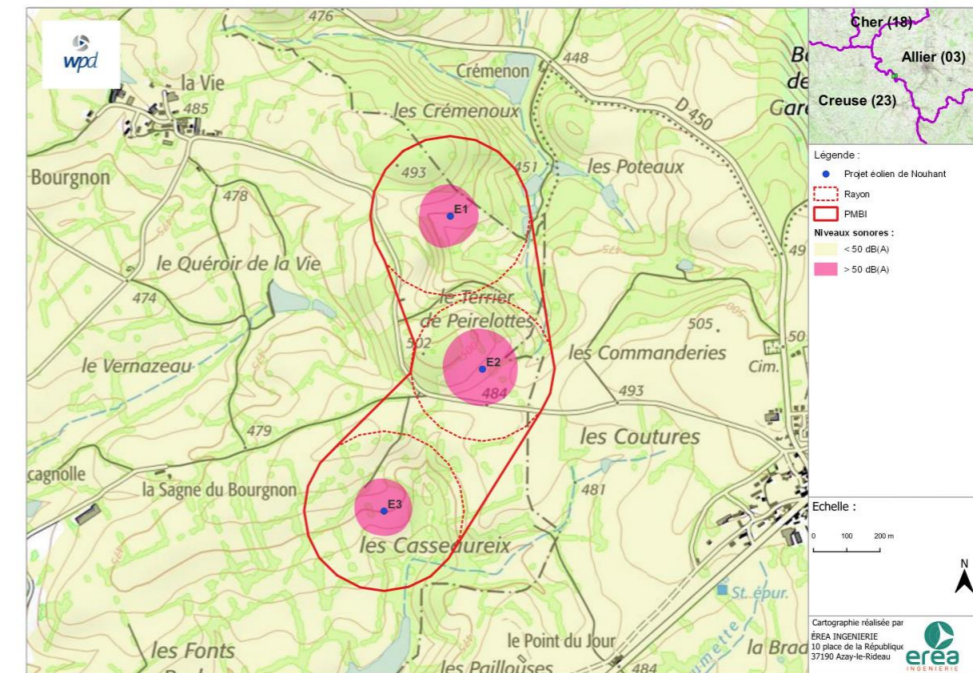 wpd
476
448
Crémenon
la Vie
485
les Crémenoux
D 450
Bourgnon
493
451
les Poteaux
478
E1
le Quéroir de la Vie
474
le Terrier
de Peirelottes
502
505
50
le Vernazeau
E2
les Commanderies
Cim.
484
493
479
les Coutures
cagnolle
la Sagne du Bourgnon
481
E3
les Cassedureix
St. épur.
les Fonts
le Point du Jour
la Brad
les Paillouses
484
Cher (18)
Allier (03)
Creuse (23)
Légende :
Projet éolien de Nouhant
Rayon
PMBI
Niveaux sonores :
< 50 dB(A)
> 50 dB(A)
Echelle :
0 100 200 m
N
Cartographie réalisée par
ÉREA INGENIERIE
10 place de la République
37190 Azay-le-Rideau
erea
INGENIERIE